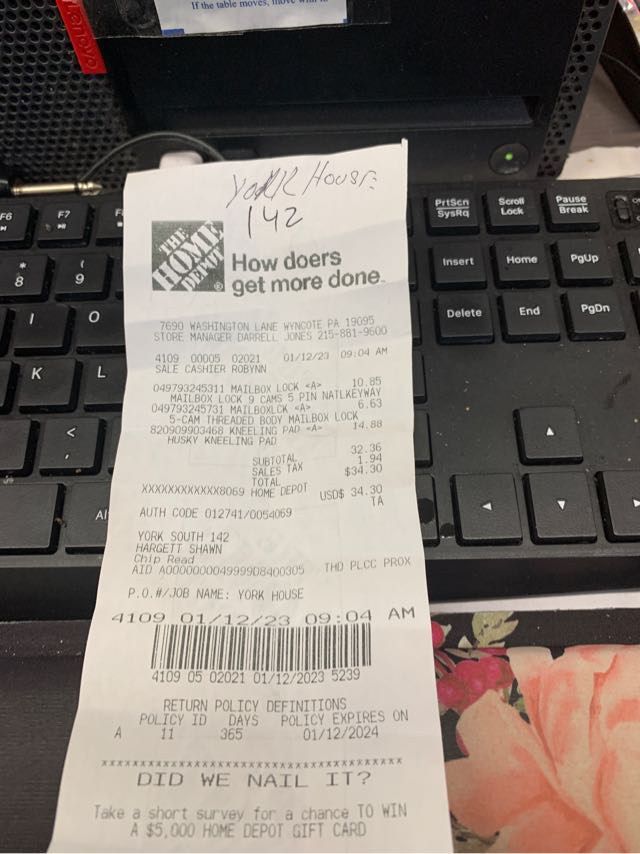 If the table moves, move with it
lenovo
YORK HOUSE
142
THE HOME DEPOT
How doers
get more done.
7690 WASHINGTON LANE WYNCOTE PA 19095
STORE MANAGER DARRELL JONES 215-881-9600
4109 00005 02021 01/12/23 09:04 AM
SALE CASHIER ROBYNN
049793245311 MAILBOX LOCK <A> 10.85
MAILBOX LOCK 9 CAMS 5 PIN NATLKEYWAY
049793245731 MAILBOXLCK <A> 6.63
5-CAM THREADED BODY MAILBOX LOCK
820909903468 KNEELING PAD <A> 14.88
HUSKY KNEELING PAD
SUBTOTAL 32.36
SALES TAX 1.94
TOTAL $34.30
XXXXXXXXXXXX8069 HOME DEPOT
USD$ 34.30
TA
AUTH CODE 012741/0054069
YORK SOUTH 142
HARGETT SHAWN
Chip Read
AID A0000000049999D8400305 THD PLCC PROX
P.O.#/JOB NAME: YORK HOUSE
4109 01/12/23 09:04 AM
4109 05 02021 01/12/2023 5239
RETURN POLICY DEFINITIONS
POLICY ID DAYS POLICY EXPIRES ON
A 11 365 01/12/2024
DID WE NAIL IT?
Take a short survey for a chance TO WIN
A $5,000 HOME DEPOT GIFT CARD
F6 F7
PrtScn
SysRq
Scroll
Lock
Pause
Break
* 8 ( 9
Insert Home PgUp
I O
Delete End PgDn
K L
< ,